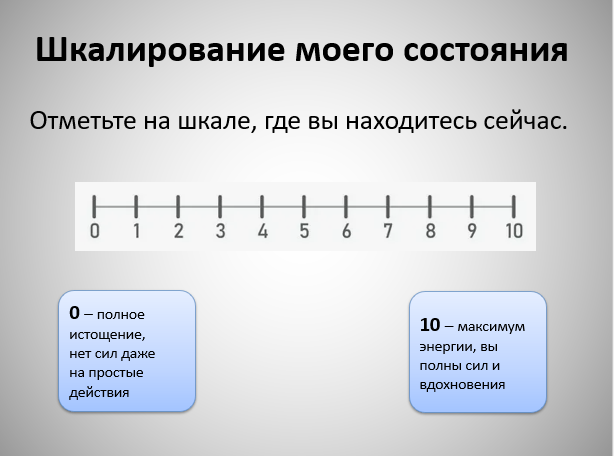 Шкалирование моего состояния
Отметьте на шкале, где вы находитесь сейчас.
0 1 2 3 4 5 6 7 8 9 10
0 – полное
истощение,
нет сил даже
на простые
действия
10 – максимум
энергии, вы
полны сил и
вдохновения